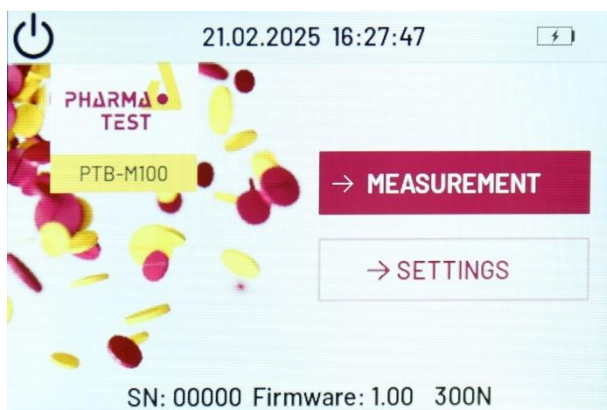 21.02.2025 16:27:47
PHARMA
TEST
PTB-M100
→ MEASUREMENT
→ SETTINGS
SN: 00000 Firmware: 1.00 300N